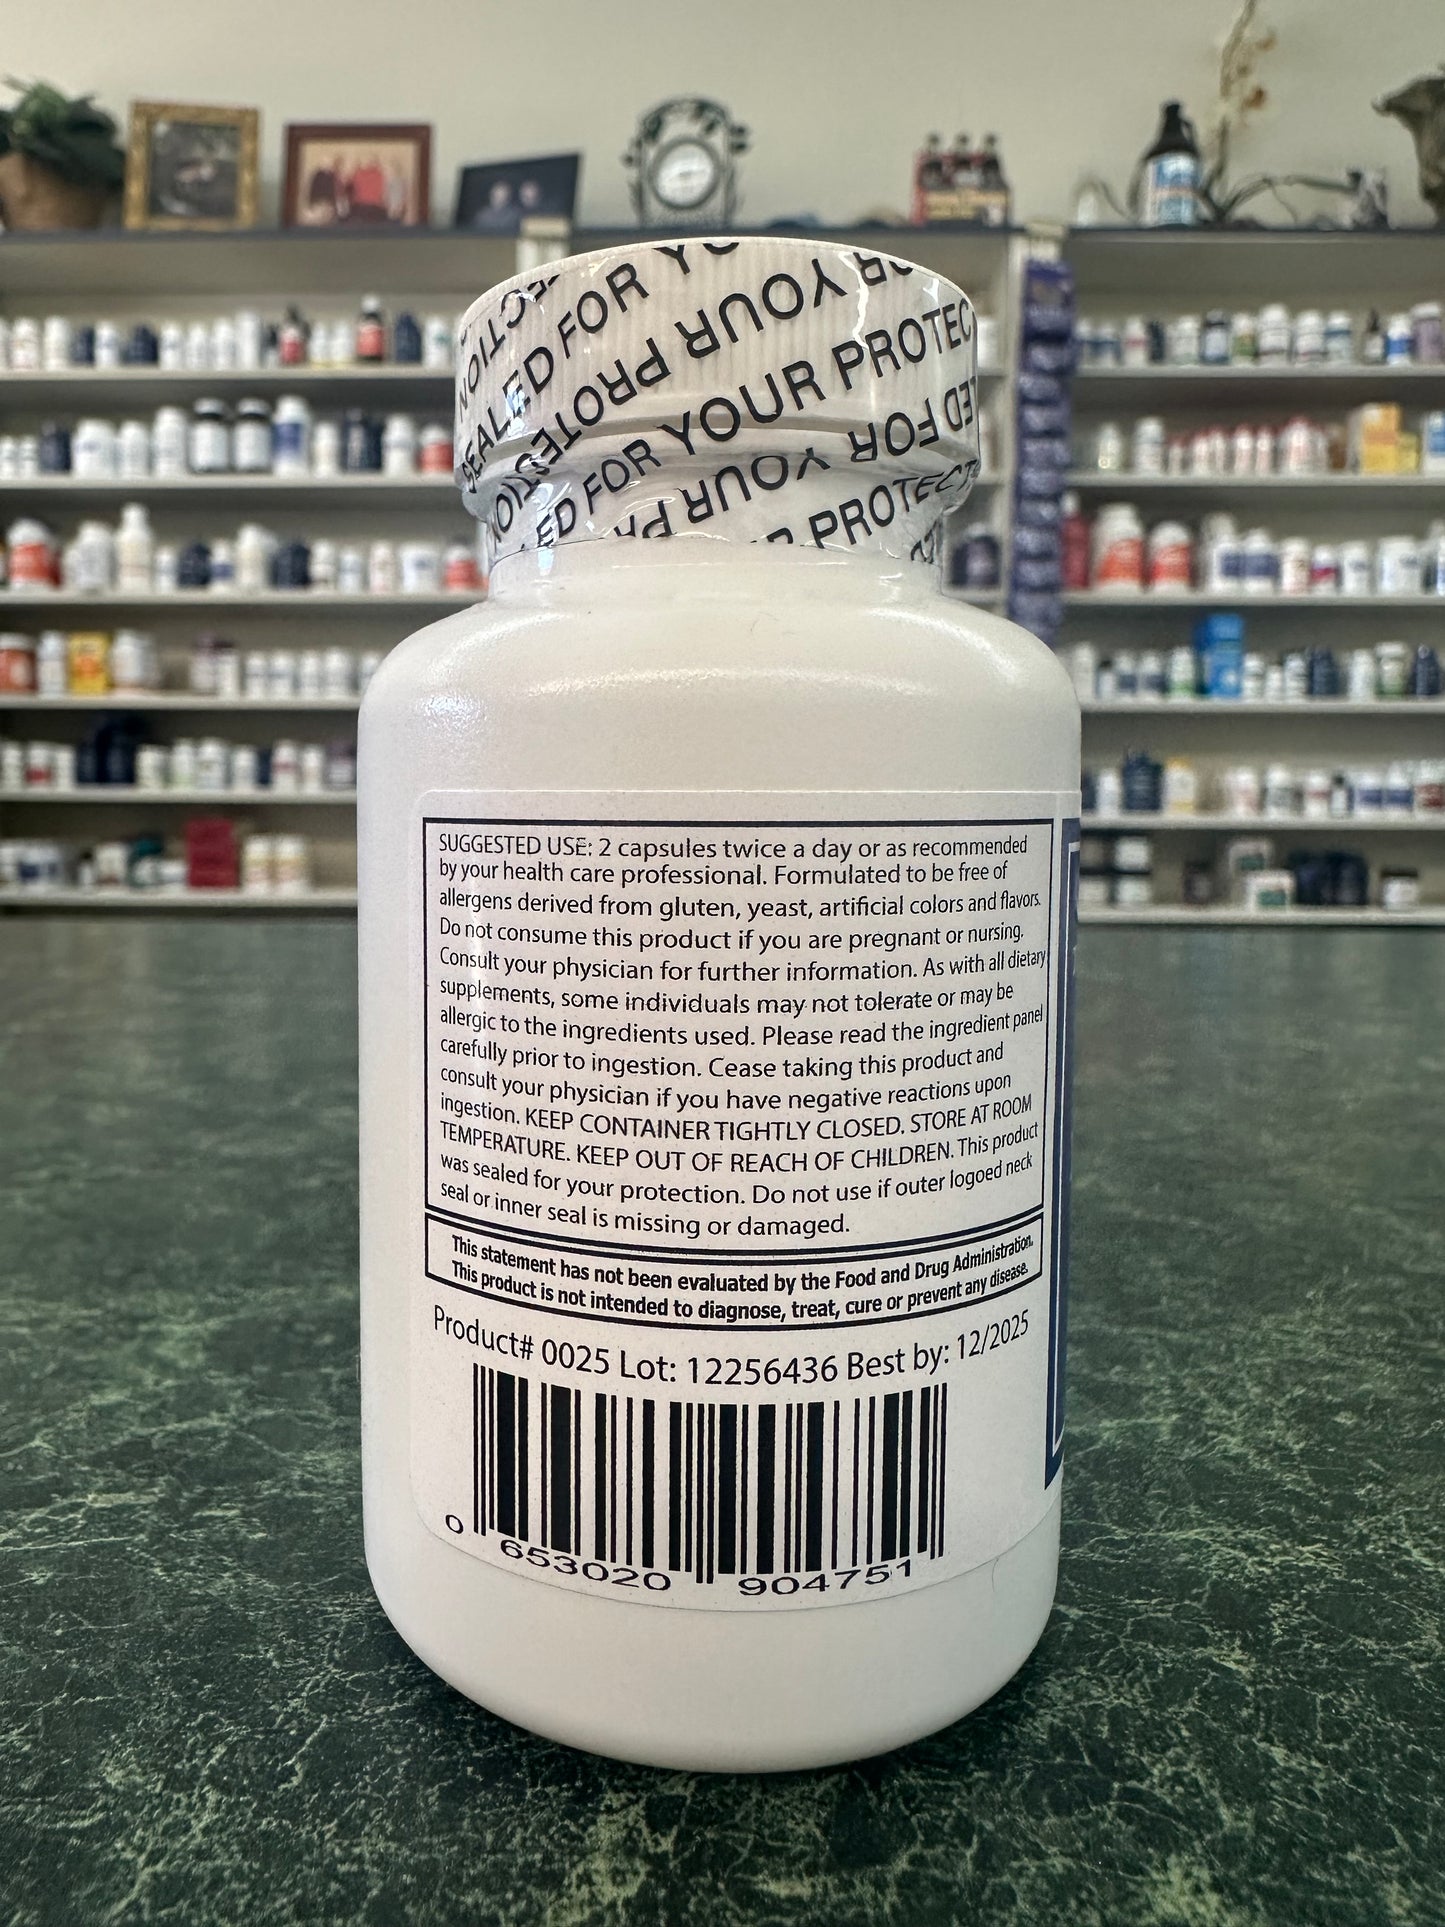 SEALED FOR YO
PROTECTION
YOUR PROTECTION
ED FOR YOUR PROTEC
SUGGESTED USE: 2 capsules twice a day or as recommended
by your health care professional. Formulated to be free of
allergens derived from gluten, yeast, artificial colors and flavors.
Do not consume this product if you are pregnant or nursing.
Consult your physician for further information. As with all dietary
supplements, some individuals may not tolerate or may be
allergic to the ingredients used. Please read the ingredient panel
carefully prior to ingestion. Cease taking this product and
consult your physician if you have negative reactions upon
ingestion. KEEP CONTAINER TIGHTLY CLOSED. STORE AT ROOM
TEMPERATURE. KEEP OUT OF REACH OF CHILDREN. This product
was sealed for your protection. Do not use if outer logoed neck
seal or inner seal is missing or damaged.
This statement has not been evaluated by the Food and Drug Administration.
This product is not intended to diagnose, treat, cure or prevent any disease.
Product# 0025 Lot: 12256436 Best by: 12/2025
0 653020 904751